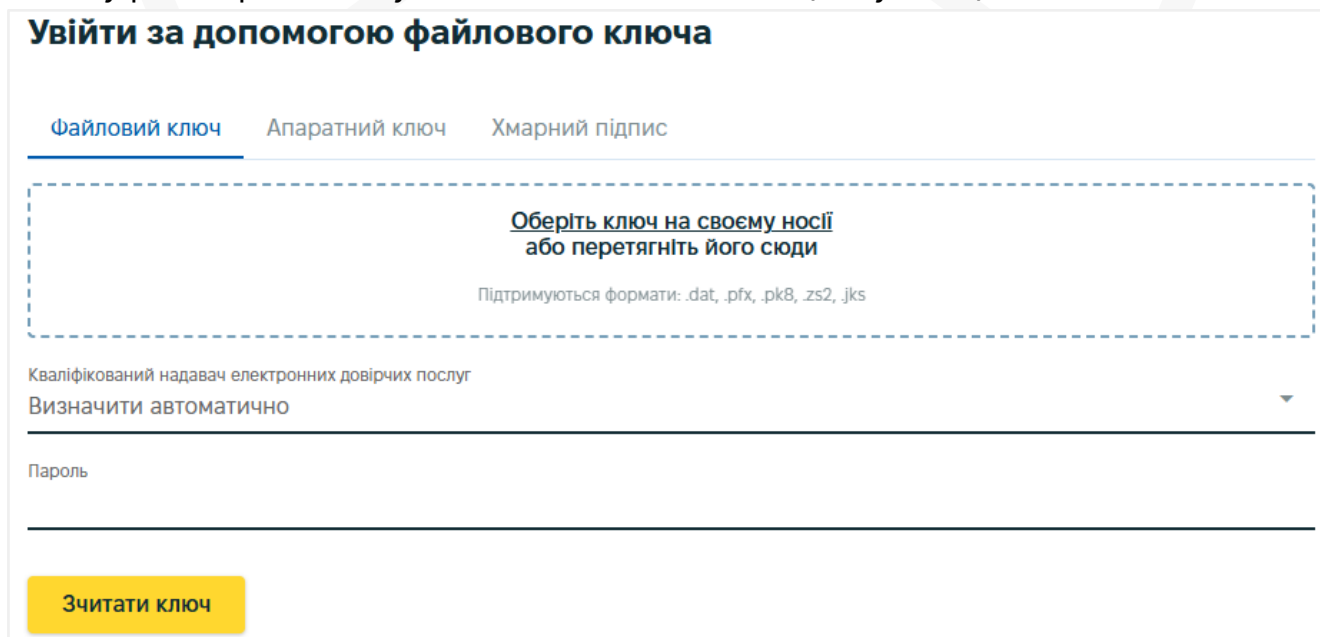 Увійти за допомогою файлового ключа
Файловий ключ Апаратний ключ Хмарний підпис
Оберіть ключ на своєму носії
або перетягніть його сюди
Підтримуються формати: .dat, .pfx, .pk8, .zs2, .jks
Кваліфікований надавач електронних довірчих послуг
Визначити автоматично
Пароль
Зчитати ключ